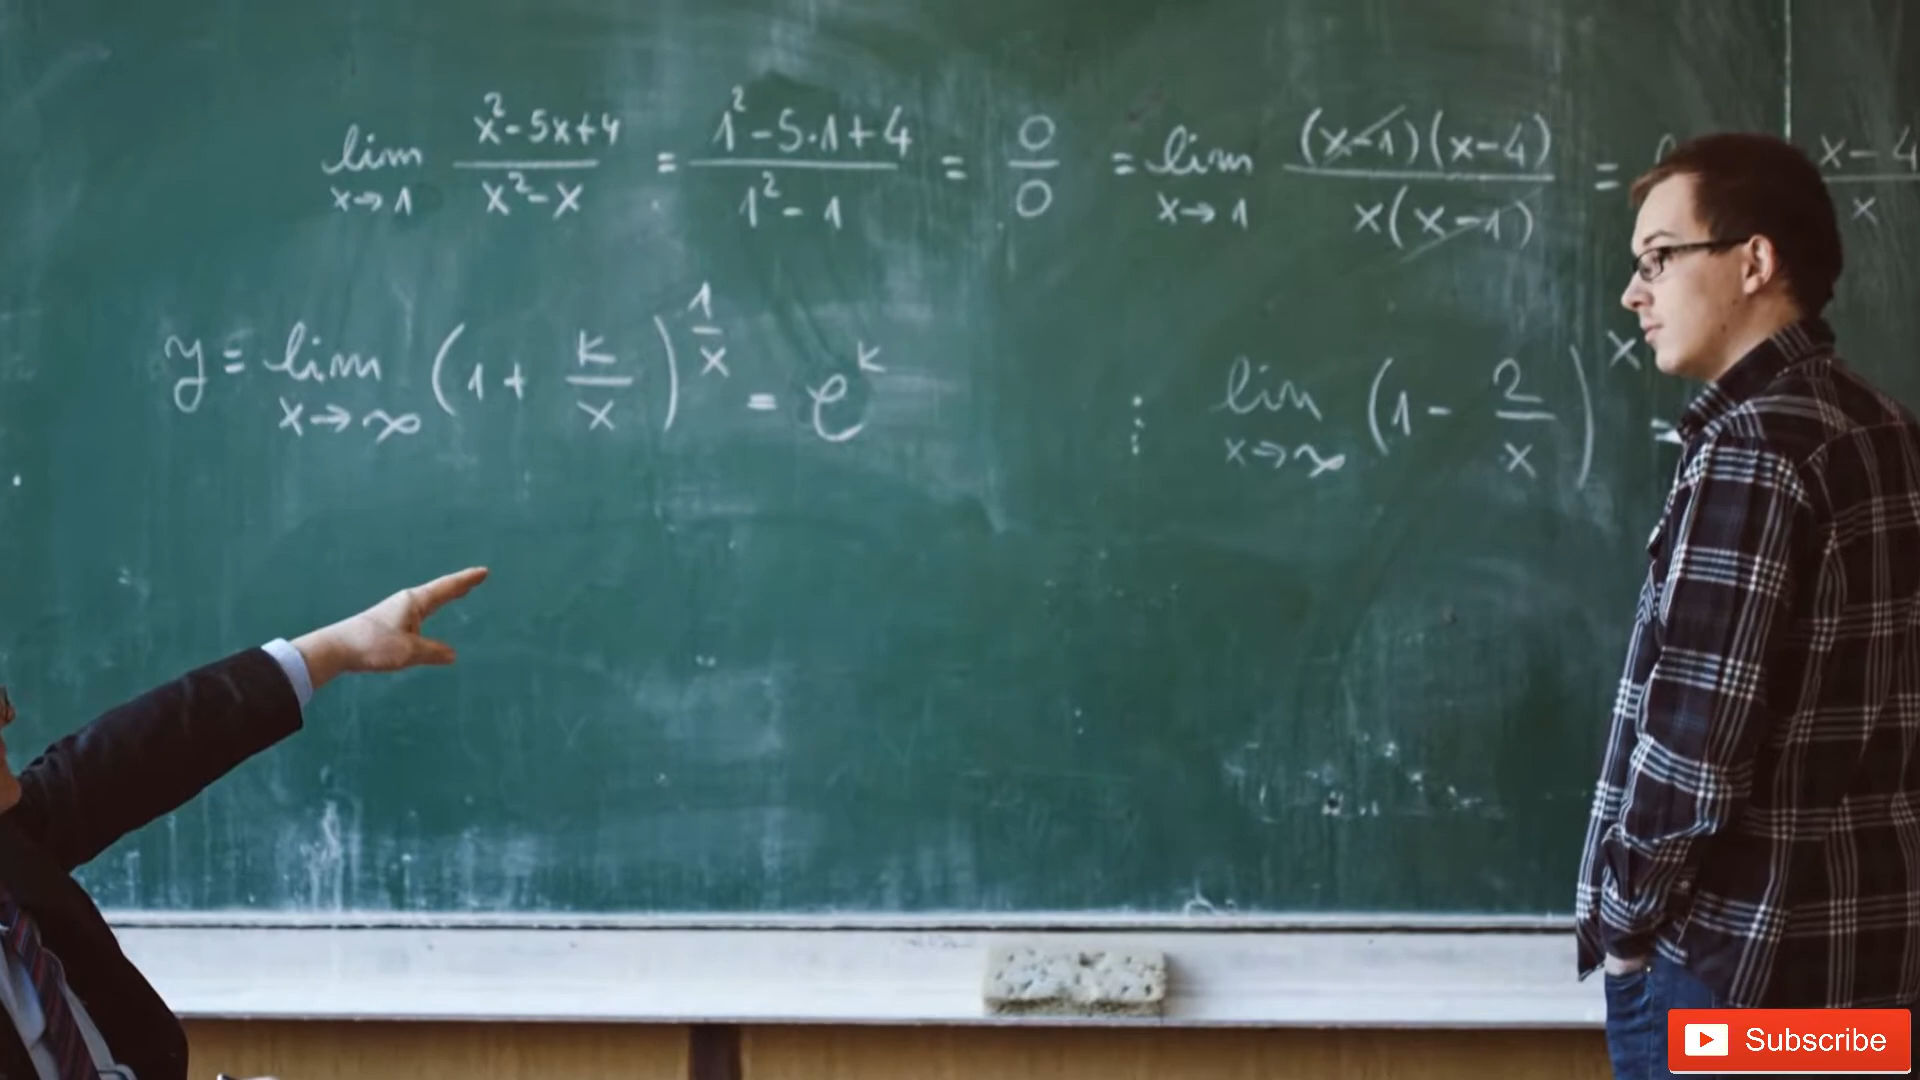 lim x→1 x²-5x+4 / x²-x = 1²-5·1+4 / 1²-1 = 0/0 = lim x→1 (x-1)(x-4) / x(x-1) = x-4 / x
y = lim x→∞ (1 + k/x)^1/x = e^k : lim x→∞ (1 - 2/x)^x =
Subscribe